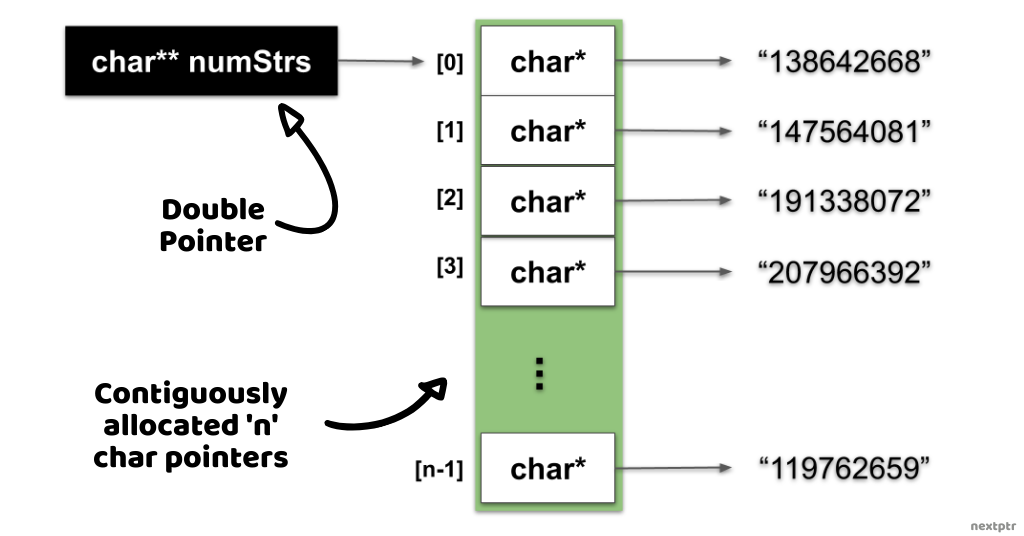 char** numStrs
[0] char* “138642668”
[1] char* “147564081”
[2] char* “191338072”
[3] char* “207966392”
Double
Pointer
Contiguously
allocated 'n'
char pointers
[n-1] char* “119762659”
nextptr